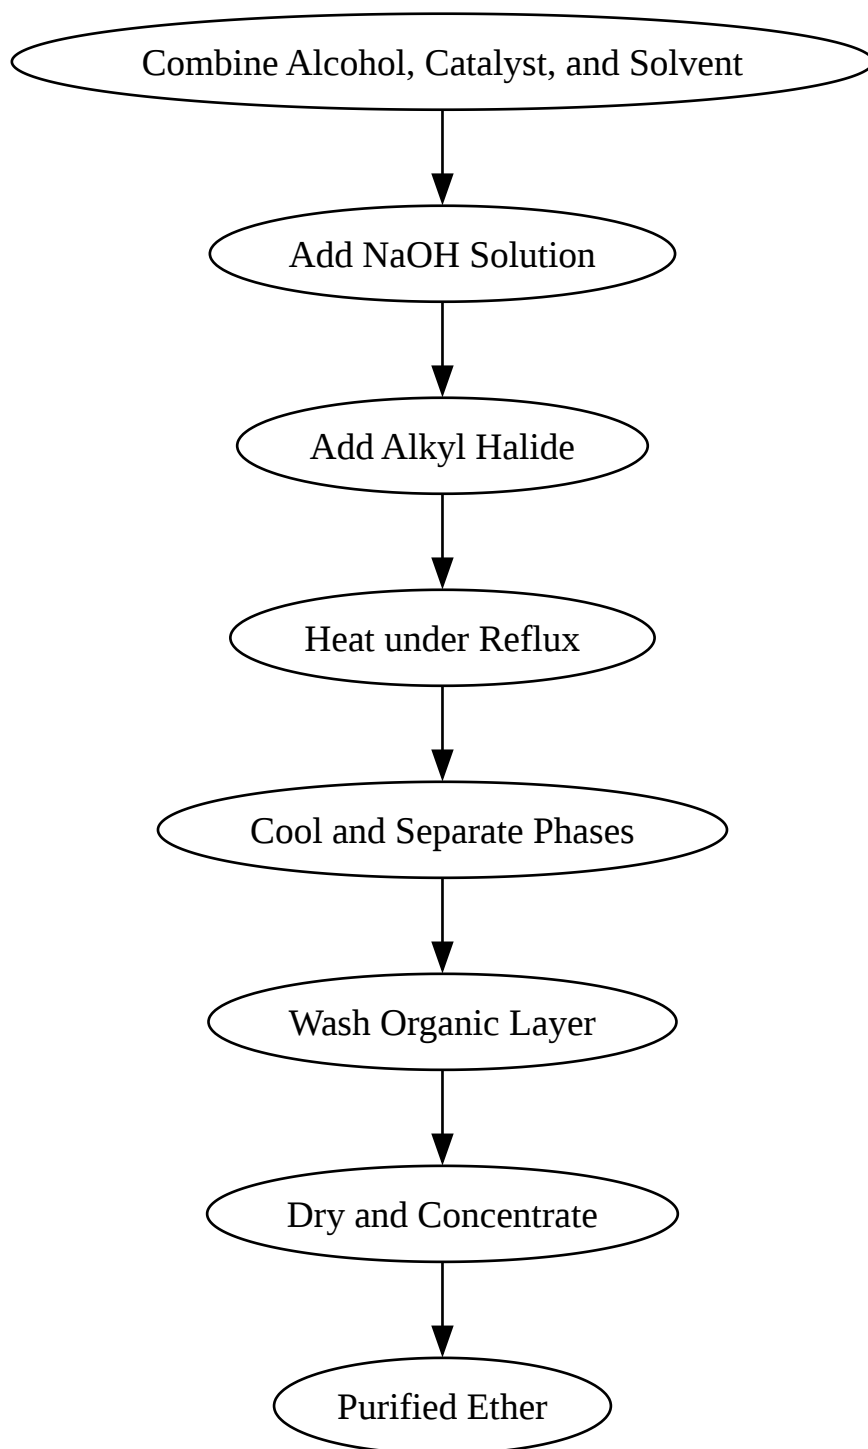 Combine Alcohol, Catalyst, and Solvent
Add NaOH Solution
Add Alkyl Halide
Heat under Reflux
Cool and Separate Phases
Wash Organic Layer
Dry and Concentrate
Purified Ether